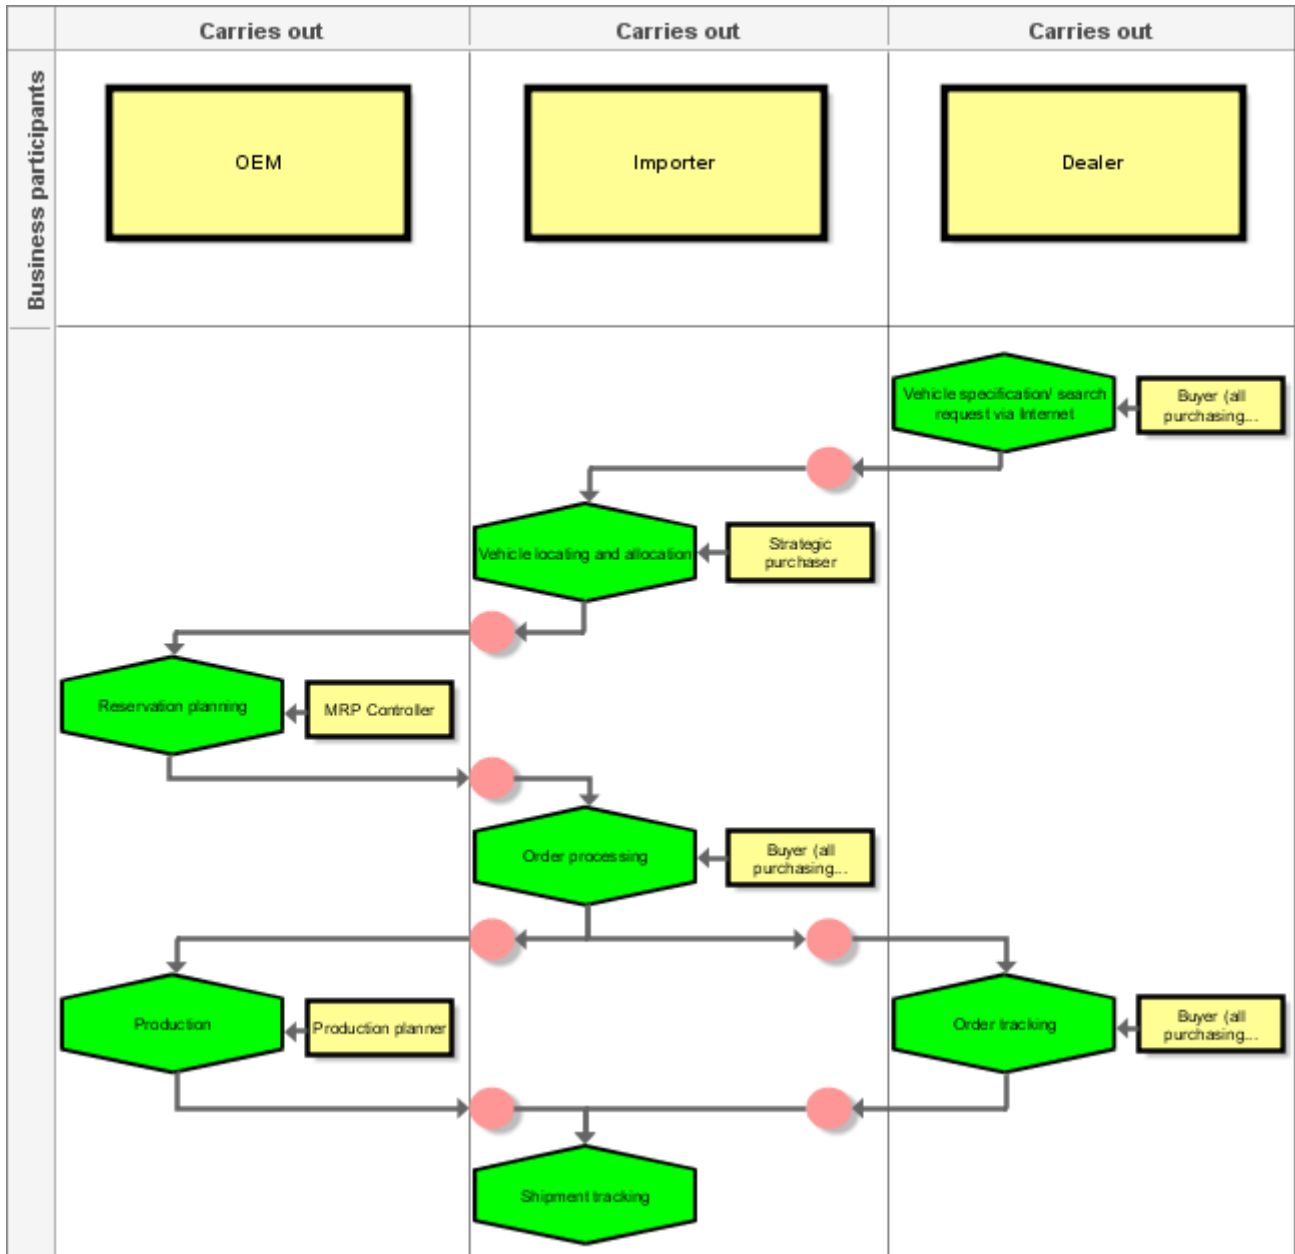 Carries out
Carries out
Carries out
Business participants
OEM
Importer
Dealer
Vehicle specification/ search
request via Internet
Buyer (all
purchasing...
Vehicle locating and allocation
Strategic
purchaser
Reservation planning
MRP Controller
Order processing
Buyer (all
purchasing...
Production
Production planner
Order tracking
Buyer (all
purchasing...
Shipment tracking